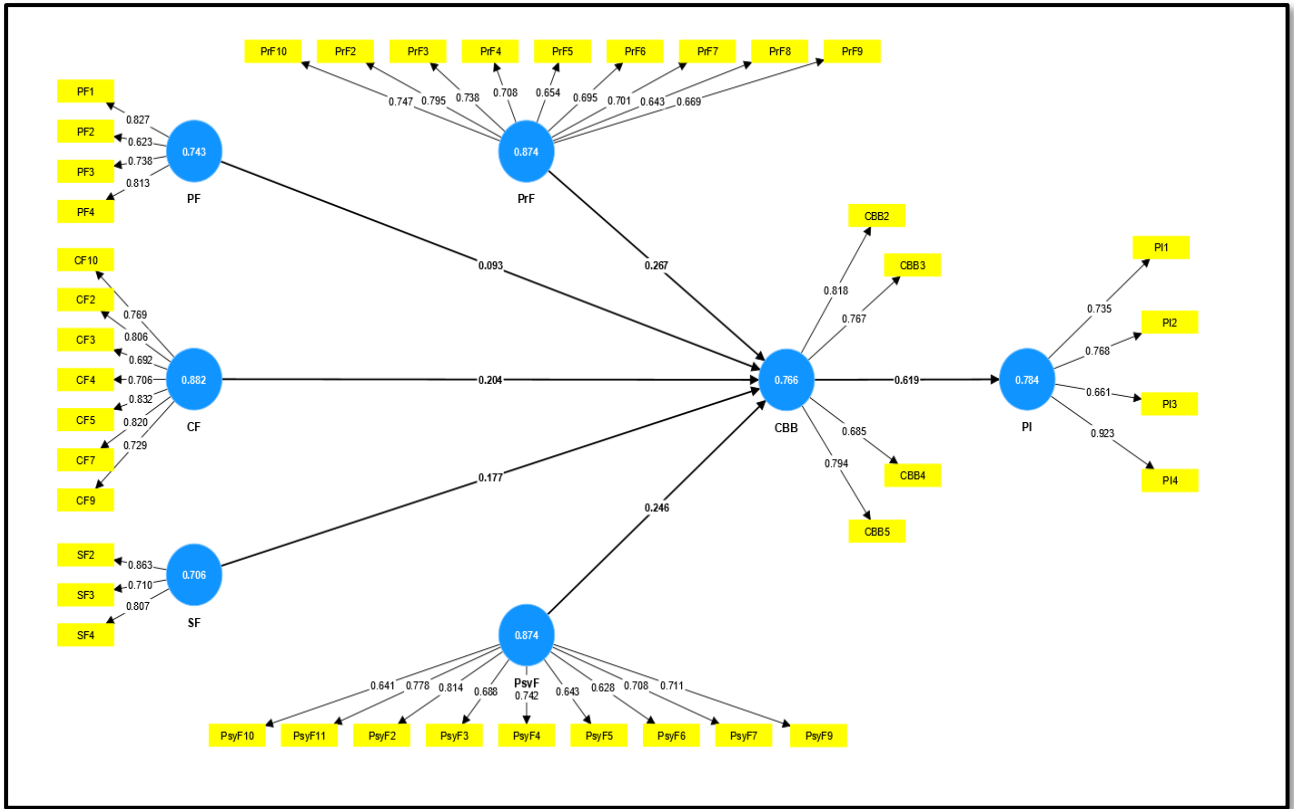 PrF10 PrF2 PrF3 PrF4 PrF5 PrF6 PrF7 PrF8 PrF9
0.747 0.795 0.738 0.708 0.654 0.695 0.701 0.643 0.669
0.874
PrF
PF1
PF2
PF3
PF4
0.827
0.623
0.738
0.813
0.743
PF
CF10
CF2
CF3
CF4
CF5
CF7
CF9
0.769
0.806
0.692
0.706
0.832
0.820
0.729
0.882
CF
SF2
SF3
SF4
0.863
0.710
0.807
0.706
SF
0.093
0.267
0.204
0.177
0.246
CBB2
CBB3
0.818
0.767
0.766
CBB
0.685
0.794
CBB4
CBB5
0.619
0.784
PI
0.735
0.768
0.661
0.923
PI1
PI2
PI3
PI4
0.874
PsyF
0.641 0.778 0.814 0.688 0.742 0.643 0.628 0.708 0.711
PsyF10 PsyF11 PsyF2 PsyF3 PsyF4 PsyF5 PsyF6 PsyF7 PsyF9